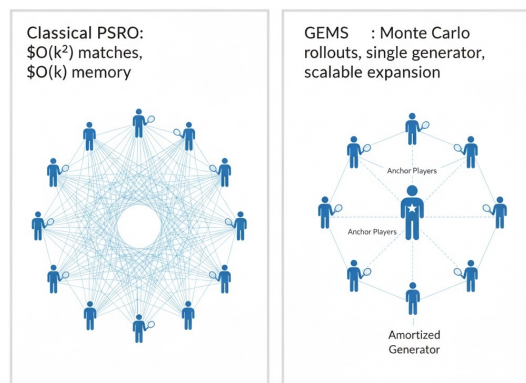 Classical PSRO:
$O(k²) matches,
$O(k) memory
GEMS : Monte Carlo
rollouts, single generator,
scalable expansion
Anchor Players
Anchor Players
Amortized
Generator